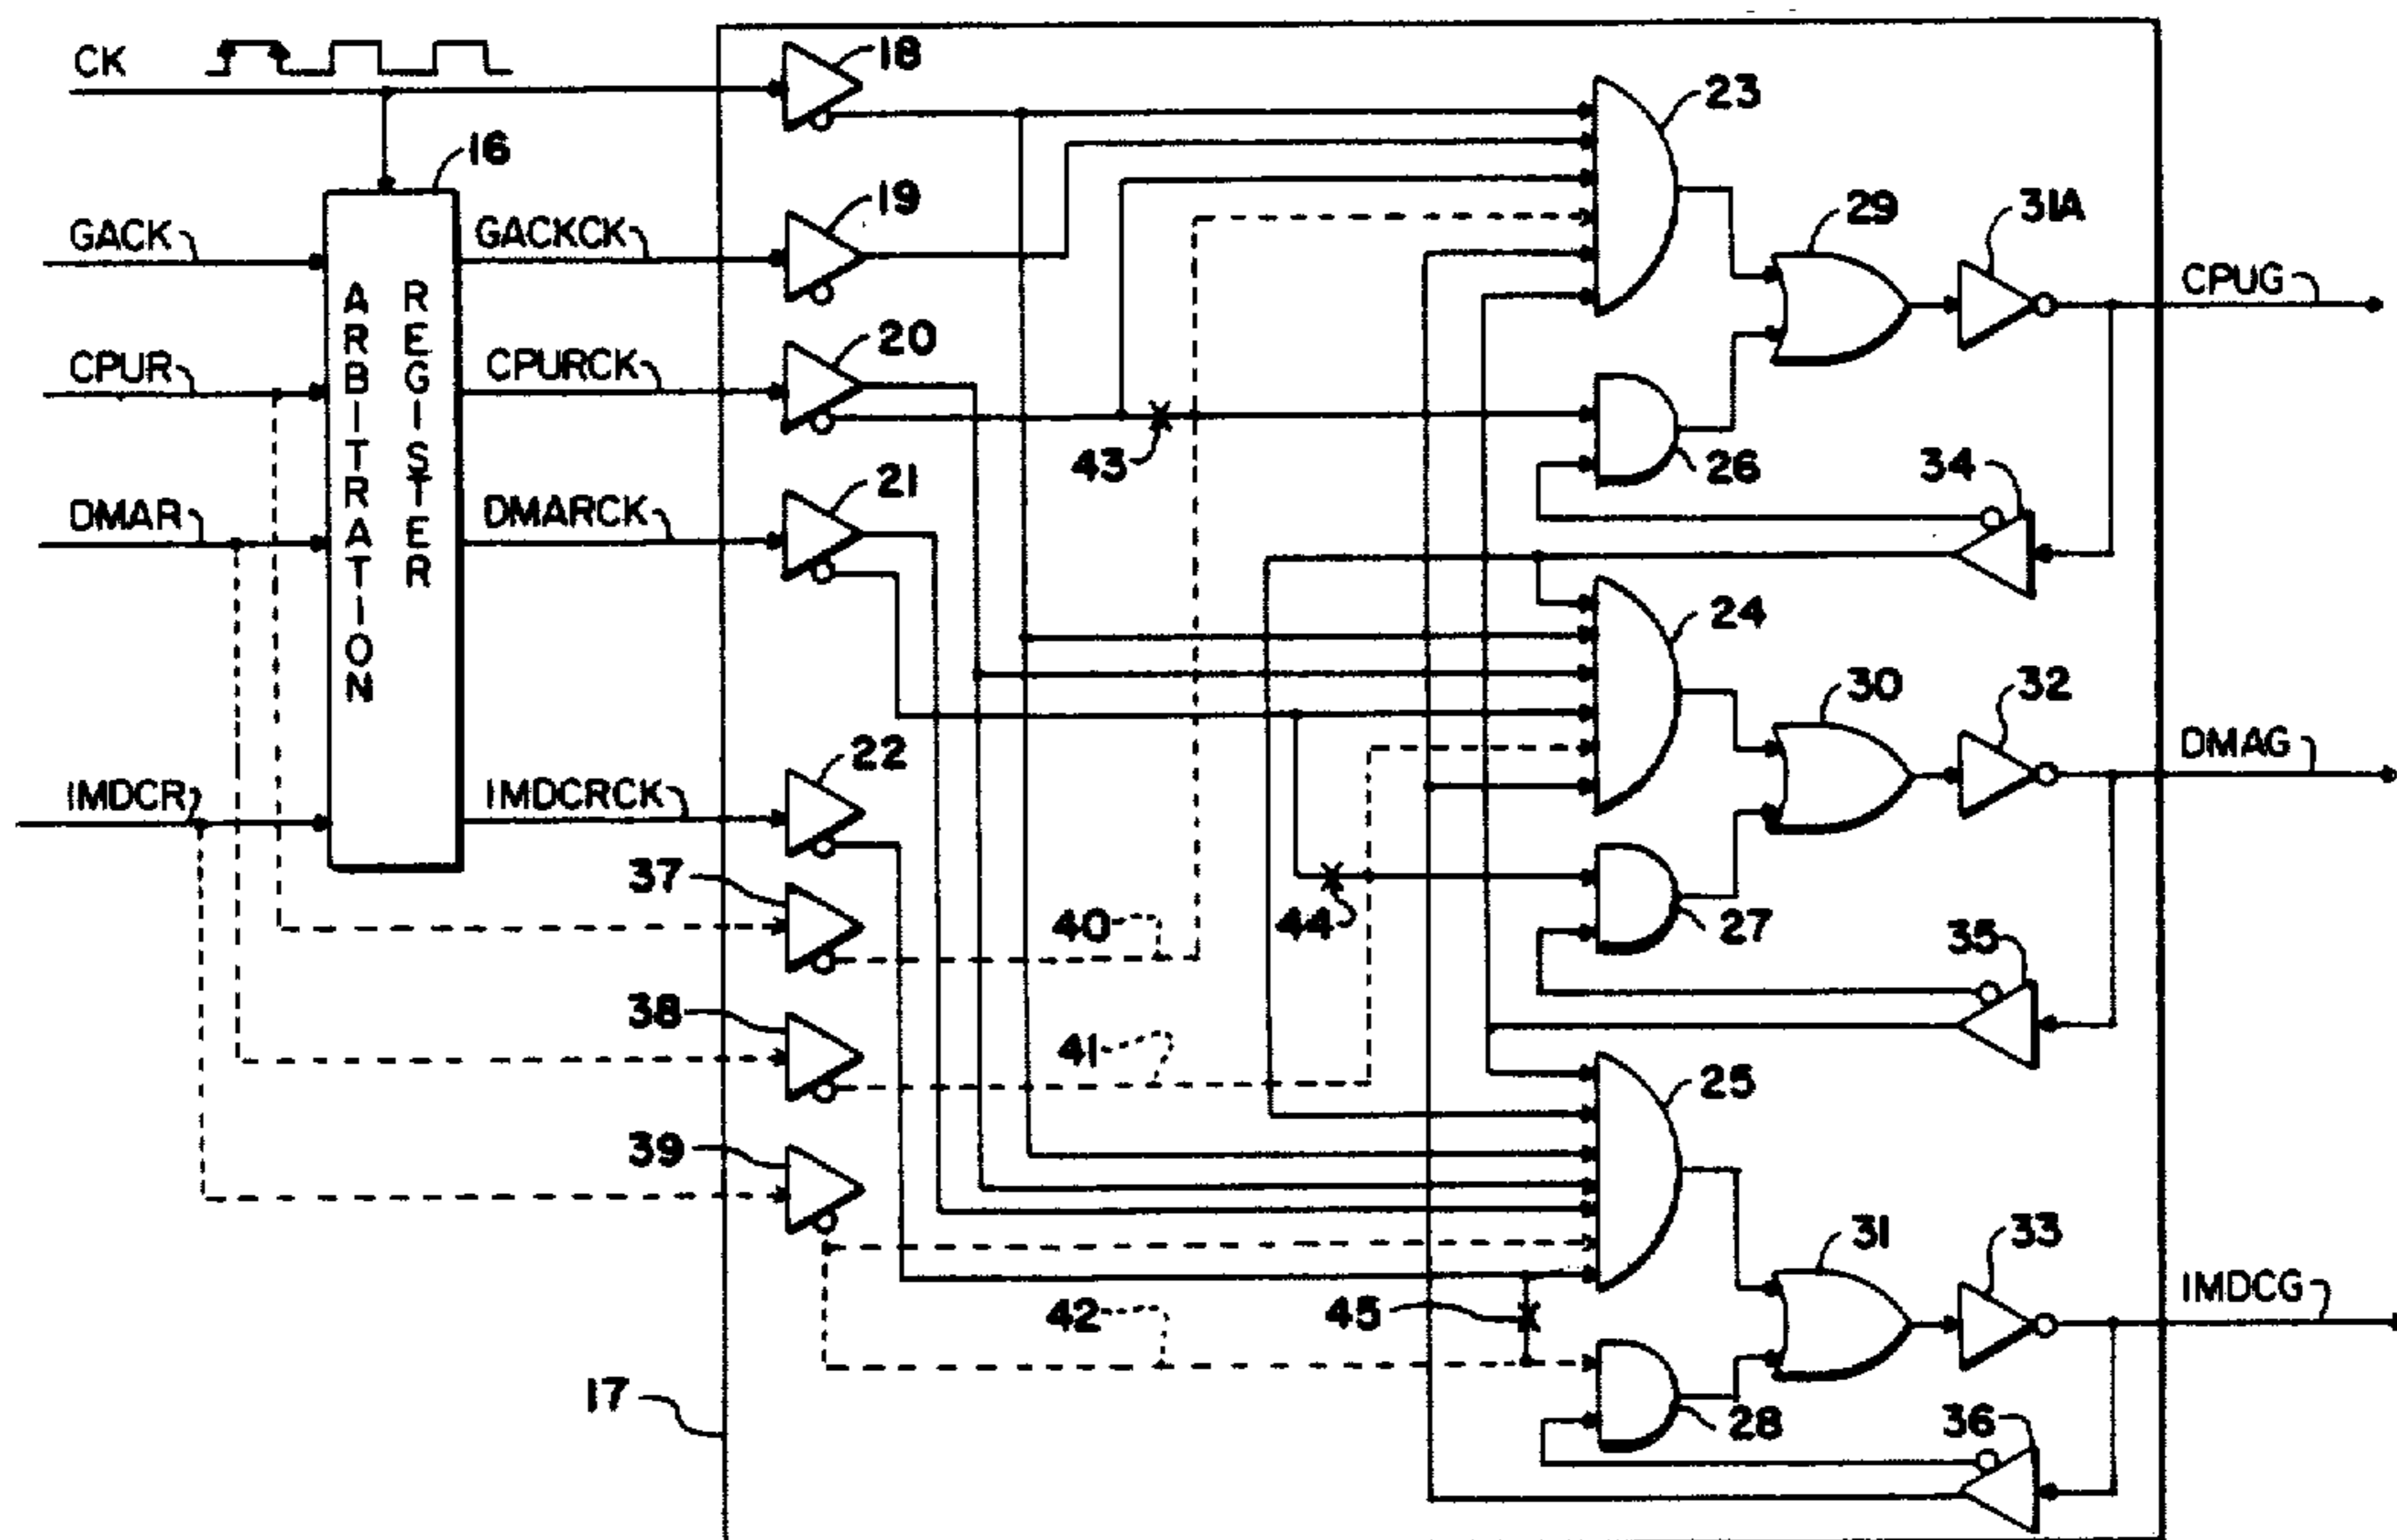 CK
18
23
16
GACK
GACKCK
19
29
31A
CPUG
ARBITRATION
REGISTER
CPUR
CPURCK
20
43
26
34
DMAR
DMARCK
21
24
30
32
DMAG
IMDCR
IMDCRCK
22
37
40
44
27
35
38
41
25
39
31
33
IMDCG
42
45
17
28
36